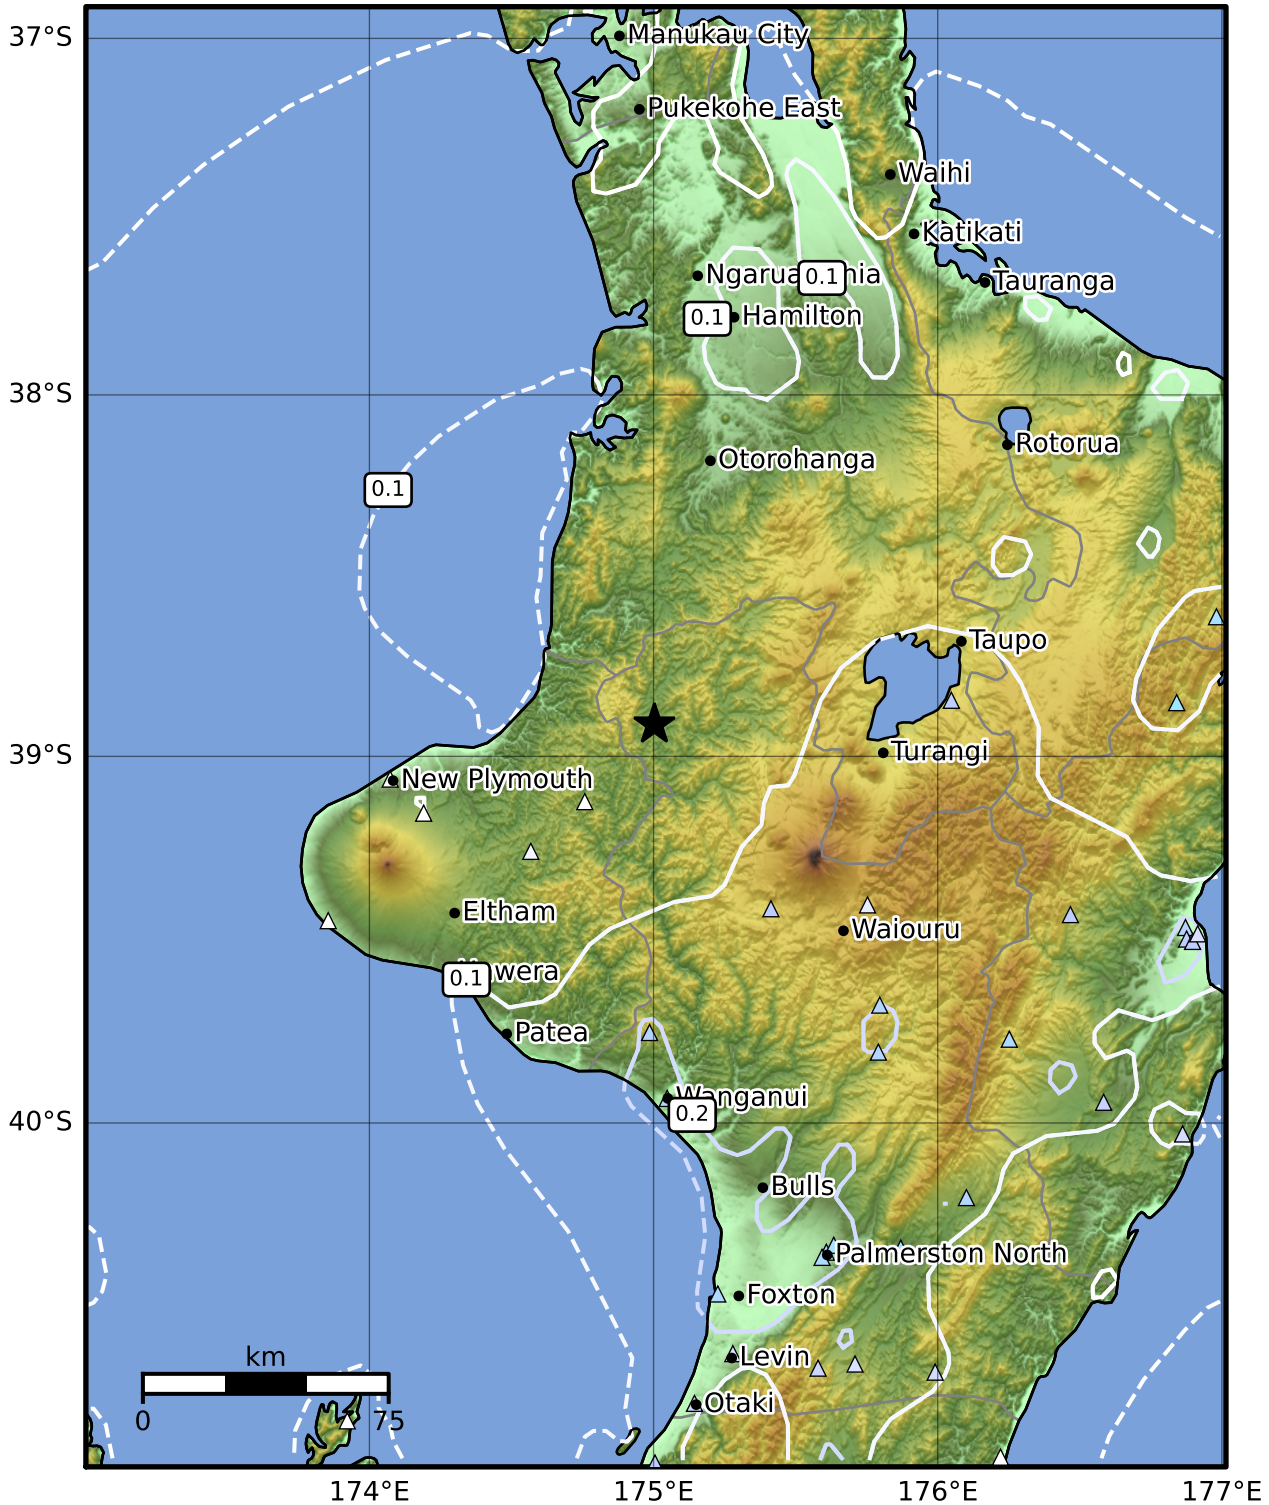 37°S
Manukau City
Pukekohe East
Waihi
Katikati
Tauranga
0.1
0.1
Hamilton
38°S
Rotorua
Otorohanga
0.1
Taupo
Turangi
39°S
New Plymouth
Eltham
Waiouru
0.1
Patea
Wanganui
0.2
40°S
Bulls
Palmerston North
Foxton
Levin
Otaki
km
0 75
174°E 175°E 176°E 177°E